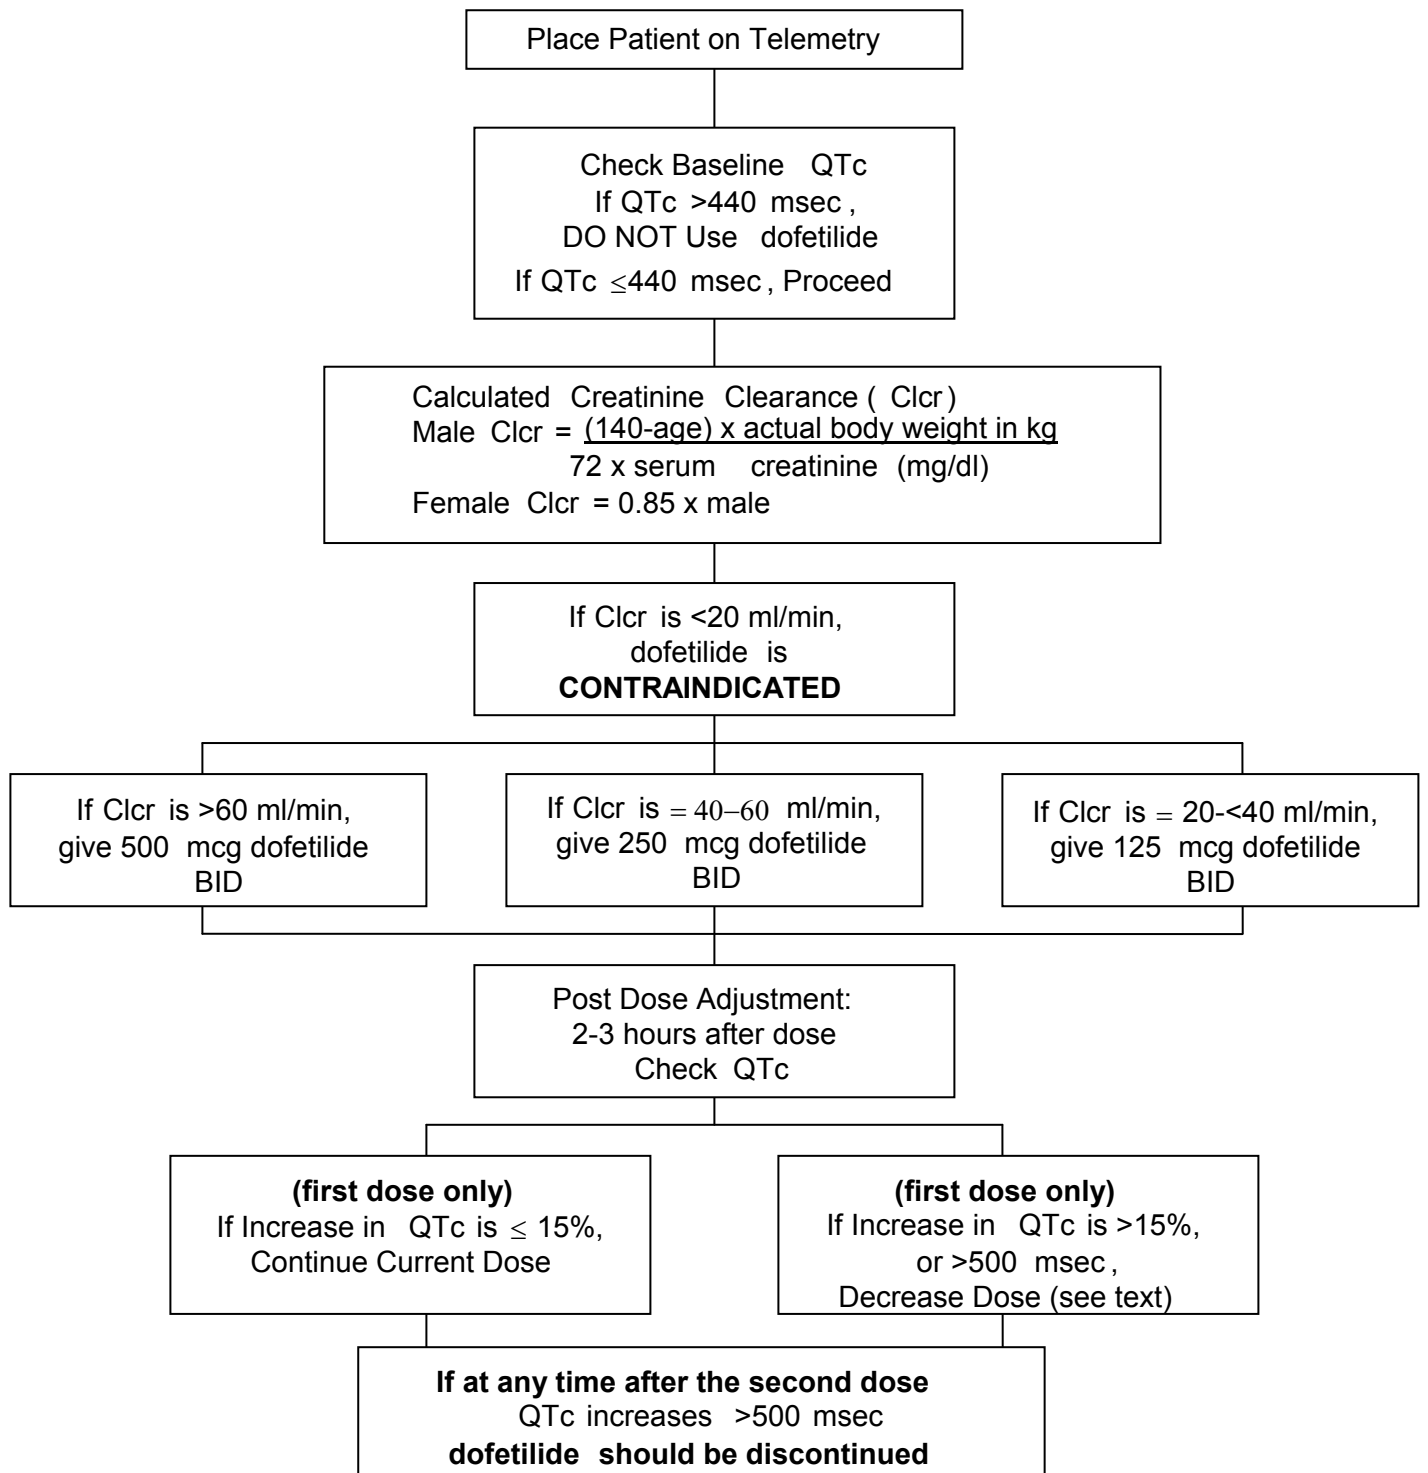 Place Patient on Telemetry
Check Baseline QTc
If QTc >440 msec,
DO NOT Use dofetilide
If QTc ≤440 msec, Proceed
Calculated Creatinine Clearance ( Clcr)
Male Clcr = (140-age) x actual body weight in kg
72 x serum creatinine (mg/dl)
Female Clcr = 0.85 x male
If Clcr is <20 ml/min,
dofetilide is
CONTRAINDICATED
If Clcr is >60 ml/min,
give 500 mcg dofetilide
BID
If Clcr is = 40–60 ml/min,
give 250 mcg dofetilide
BID
If Clcr is = 20-<40 ml/min,
give 125 mcg dofetilide
BID
Post Dose Adjustment:
2-3 hours after dose
Check QTc
(first dose only)
If Increase in QTc is ≤ 15%,
Continue Current Dose
(first dose only)
If Increase in QTc is >15%,
or >500 msec,
Decrease Dose (see text)
If at any time after the second dose
QTc increases >500 msec
dofetilide should be discontinued